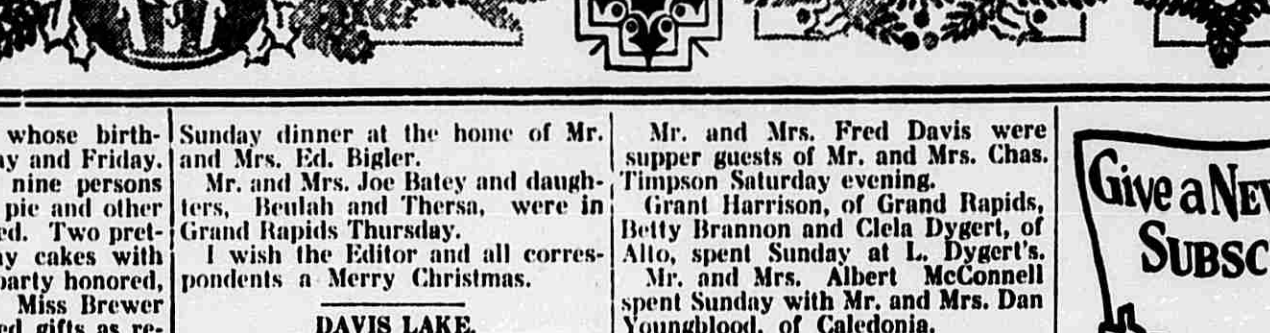 whose birth-
ay and Friday.
nine persons
pie and other
ed. Two pret-
ay cakes with
party honored,
Miss Brewer
ed gifts as re-
Sunday dinner at the home of Mr.
and Mrs. Ed. Bigler.
Mr. and Mrs. Joe Batey and daugh-
ters, Beulah and Thersa, were in
Grand Rapids Thursday.
I wish the Editor and all corres-
pondents a Merry Christmas.
DAVIS LAKE.
Mr. and Mrs. Fred Davis were
supper guests of Mr. and Mrs. Chas.
Timpson Saturday evening.
Grant Harrison, of Grand Rapids,
Betty Brannon and Clela Dygert, of
Alto, spent Sunday at L. Dygert's.
Mr. and Mrs. Albert McConnell
spent Sunday with Mr. and Mrs. Dan
Youngblood, of Caledonia.
Give a NEW
SUBSC